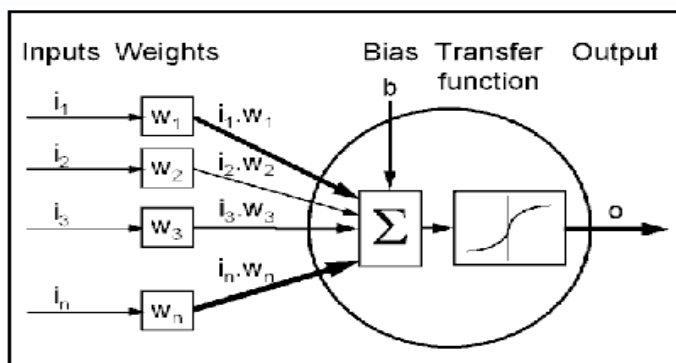 Inputs Weights Bias Transfer function Output
b
i₁ w₁ i₁.w₁
i₂ w₂ i₂.w₂
i₃ w₃ i₃.w₃
Σ o
iₙ wₙ iₙ.wₙ